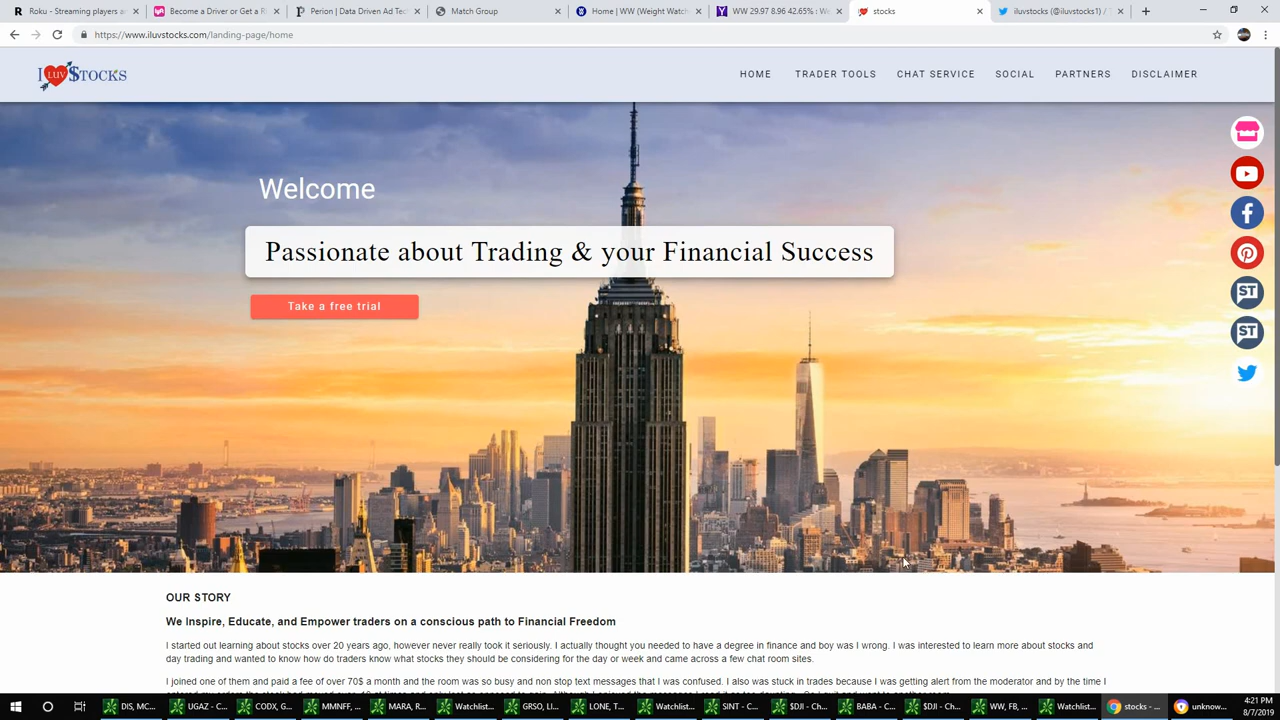 Roku - Streaming players a
Become a Driver or Get a R
Perion | Data Driven Ad Tec
Match Group
Home | WW (Weight Watch
WW 29.97 8.96 42.65% : We
stocks
iluvstocks (@iluvstocks1) / T
https://www.iluvstocks.com/landing-page/home
I LUV $TOCKS
HOME
TRADER TOOLS
CHAT SERVICE
SOCIAL
PARTNERS
DISCLAIMER
Welcome
Passionate about Trading & your Financial Success
Take a free trial
ST
ST
OUR STORY
We Inspire, Educate, and Empower traders on a conscious path to Financial Freedom
I started out learning about stocks over 20 years ago, however never really took it seriously. I actually thought you needed to have a degree in finance and boy was I wrong. I was interested to learn more about stocks and
day trading and wanted to know how do traders know what stocks they should be considering for the day or week and came across a few chat room sites.
I joined one of them and paid a fee of over 70$ a month and the room was so busy and non stop text messages that I was confused. I also was stuck in trades because I was getting alert from the moderator and by the time I
DIS, MC...
UGAZ - C...
CODX, G...
MMNFF, ...
MARA, R...
Watchlist...
GRSO, LI...
LONE, T...
Watchlist...
SINT - C...
$DJI - Ch...
BABA - C...
$DJI - Ch...
WW, FB, ...
Watchlist...
stocks - ...
unknow...
4:21 PM
8/7/2019